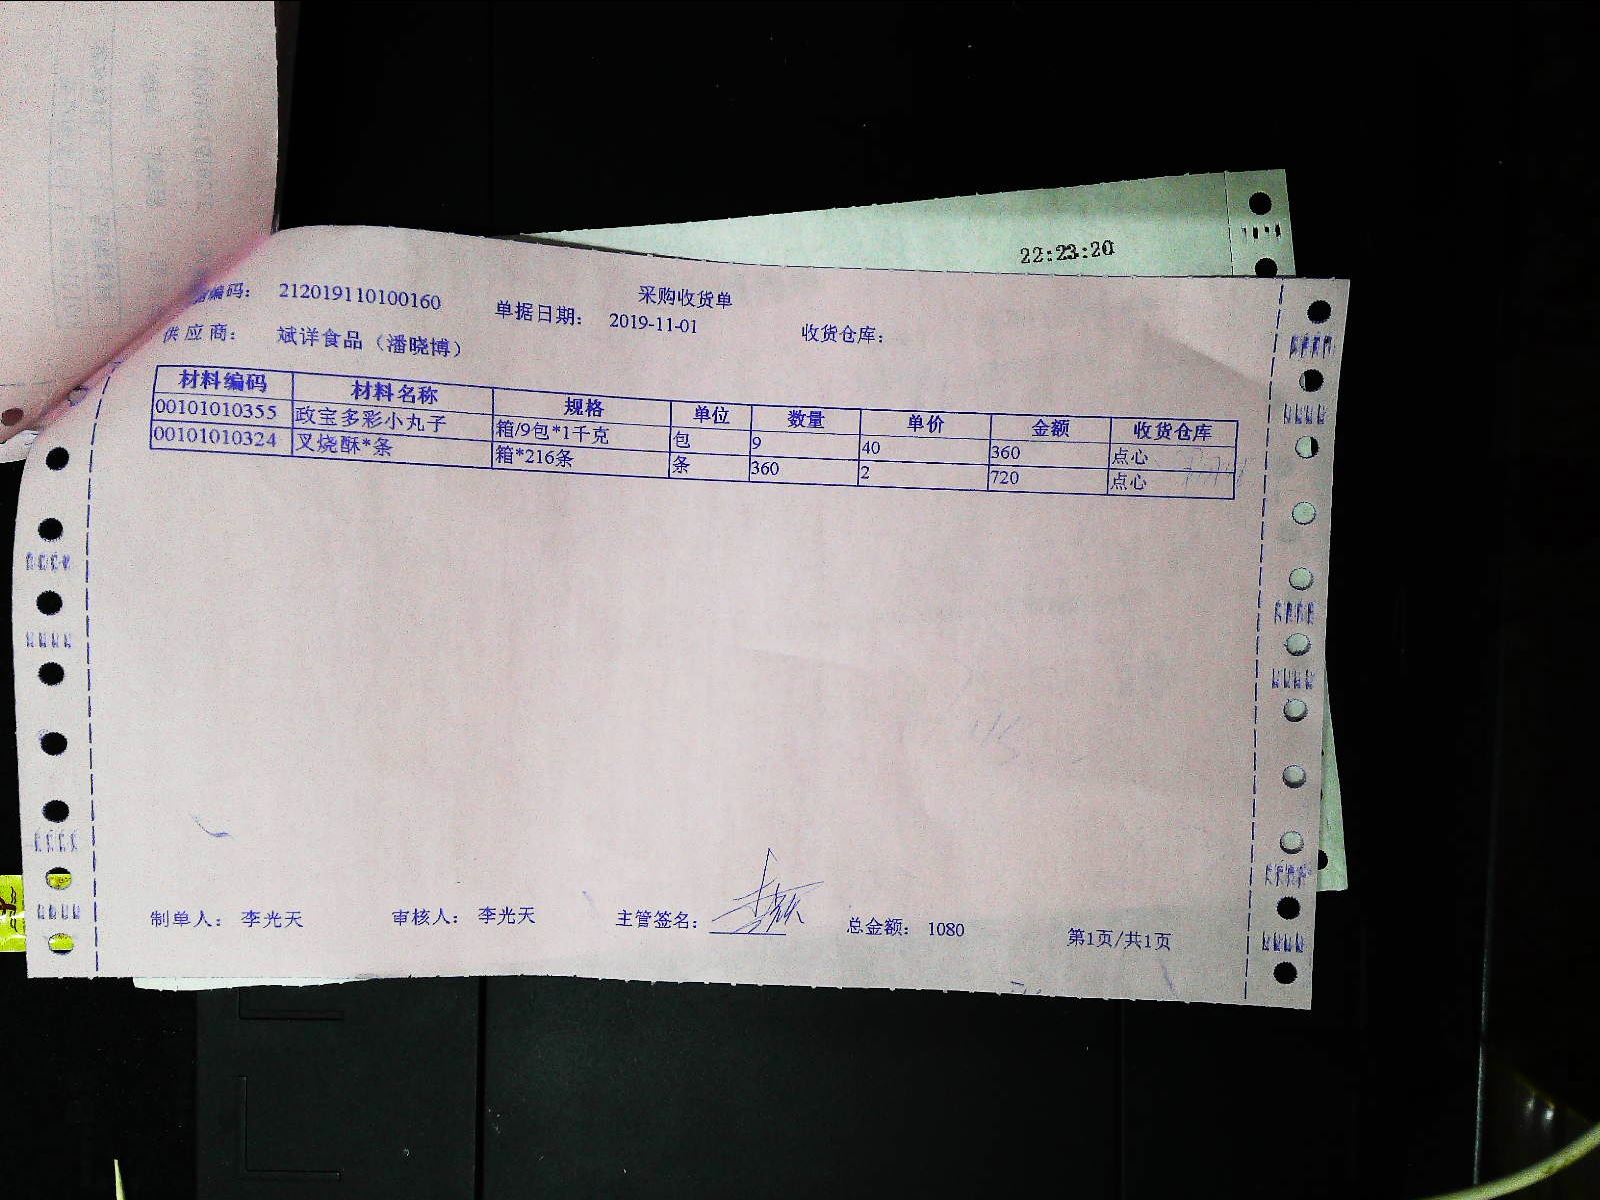 22:23:20
采购收货单
编码： 212019110100160 单据日期： 2019-11-01 收货仓库：
供应商： 斌洋食品（潘晓博）
材料编码 材料名称 规格 单位 数量 单价 金额 收货仓库
00101010355 政宝多彩小丸子 箱/9包*1千克 包 9 40 360 点心
00101010324 叉烧酥*条 箱*216条 条 360 2 720 点心
制单人： 李光天 审核人： 李光天 主管签名： 总金额： 1080 第1页/共1页